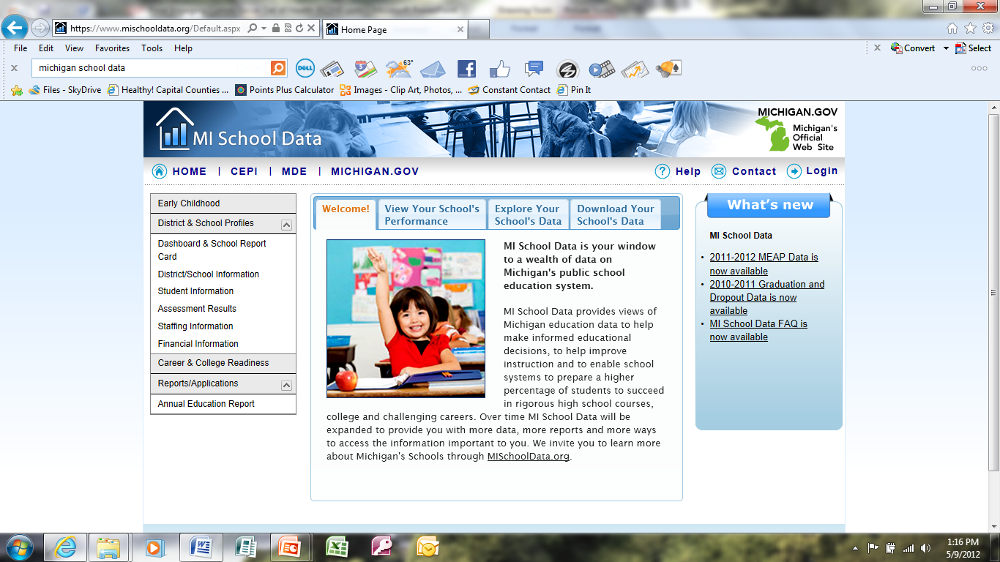 https://www.mischooldata.org/Default.aspx
Home Page
File Edit View Favorites Tools Help
Convert Select
michigan school data
DELL
63°
Files - SkyDrive Healthy! Capital Counties ... Points Plus Calculator Images - Clip Art, Photos, ... Constant Contact Pin It
MI School Data
MICHIGAN.GOV
Michigan's
Official
Web Site
HOME | CEPI | MDE | MICHIGAN.GOV
Help Contact Login
Early Childhood
District & School Profiles
Dashboard & School Report
Card
District/School Information
Student Information
Assessment Results
Staffing Information
Financial Information
Career & College Readiness
Reports/Applications
Annual Education Report
Welcome!
View Your School's
Performance
Explore Your
School's Data
Download Your
School's Data
MI School Data is your window
to a wealth of data on
Michigan's public school
education system.
MI School Data provides views of
Michigan education data to help
make informed educational
decisions, to help improve
instruction and to enable school
systems to prepare a higher
percentage of students to succeed
in rigorous high school courses,
college and challenging careers. Over time MI School Data will be
expanded to provide you with more data, more reports and more ways
to access the information important to you. We invite you to learn more
about Michigan's Schools through MISchoolData.org.
What's new
MI School Data
• 2011-2012 MEAP Data is
now available
• 2010-2011 Graduation and
Dropout Data is now
available
• MI School Data FAQ is
now available
1:16 PM
5/9/2012